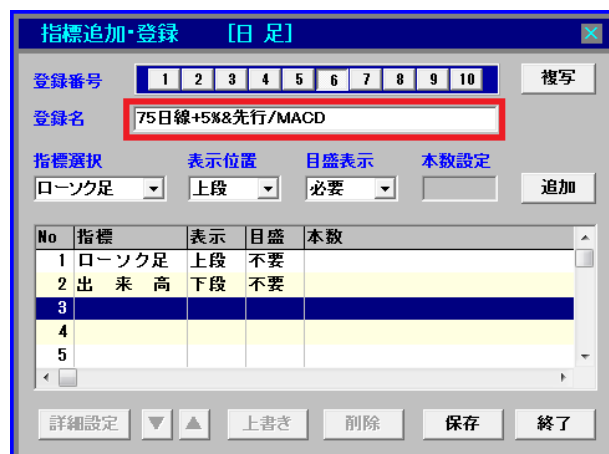 指標追加・登録 [日 足]
登録番号 1 2 3 4 5 6 7 8 9 10 複写
登録名 75日線+5%&先行/MACD
指標選択 表示位置 目盛表示 本数設定
ローソク足 上段 必要 追加
No 指標 表示 目盛 本数
1 ローソク足 上段 不要
2 出 来 高 下段 不要
3
4
5
詳細設定 ▼ ▲ 上書き 削除 保存 終了